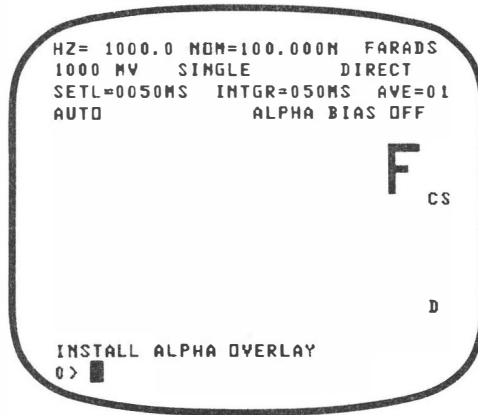 HZ= 1000.0 NOM=100.000N FARADS
1000 MV SINGLE DIRECT
SETL=0050MS INTGR=050MS AVE=01
AUTO ALPHA BIAS OFF
F
CS
D
INSTALL ALPHA OVERLAY
0>